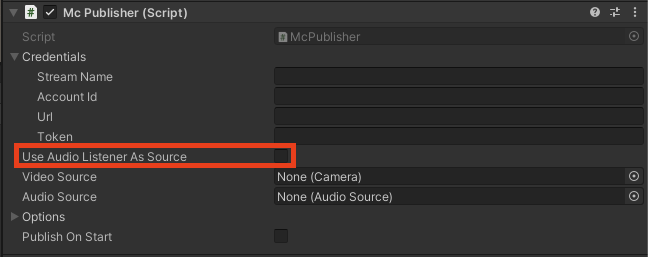 Mc Publisher (Script)
Script McPublisher
Credentials
Stream Name
Account Id
Url
Token
Use Audio Listener As Source
Video Source None (Camera)
Audio Source None (Audio Source)
Options
Publish On Start